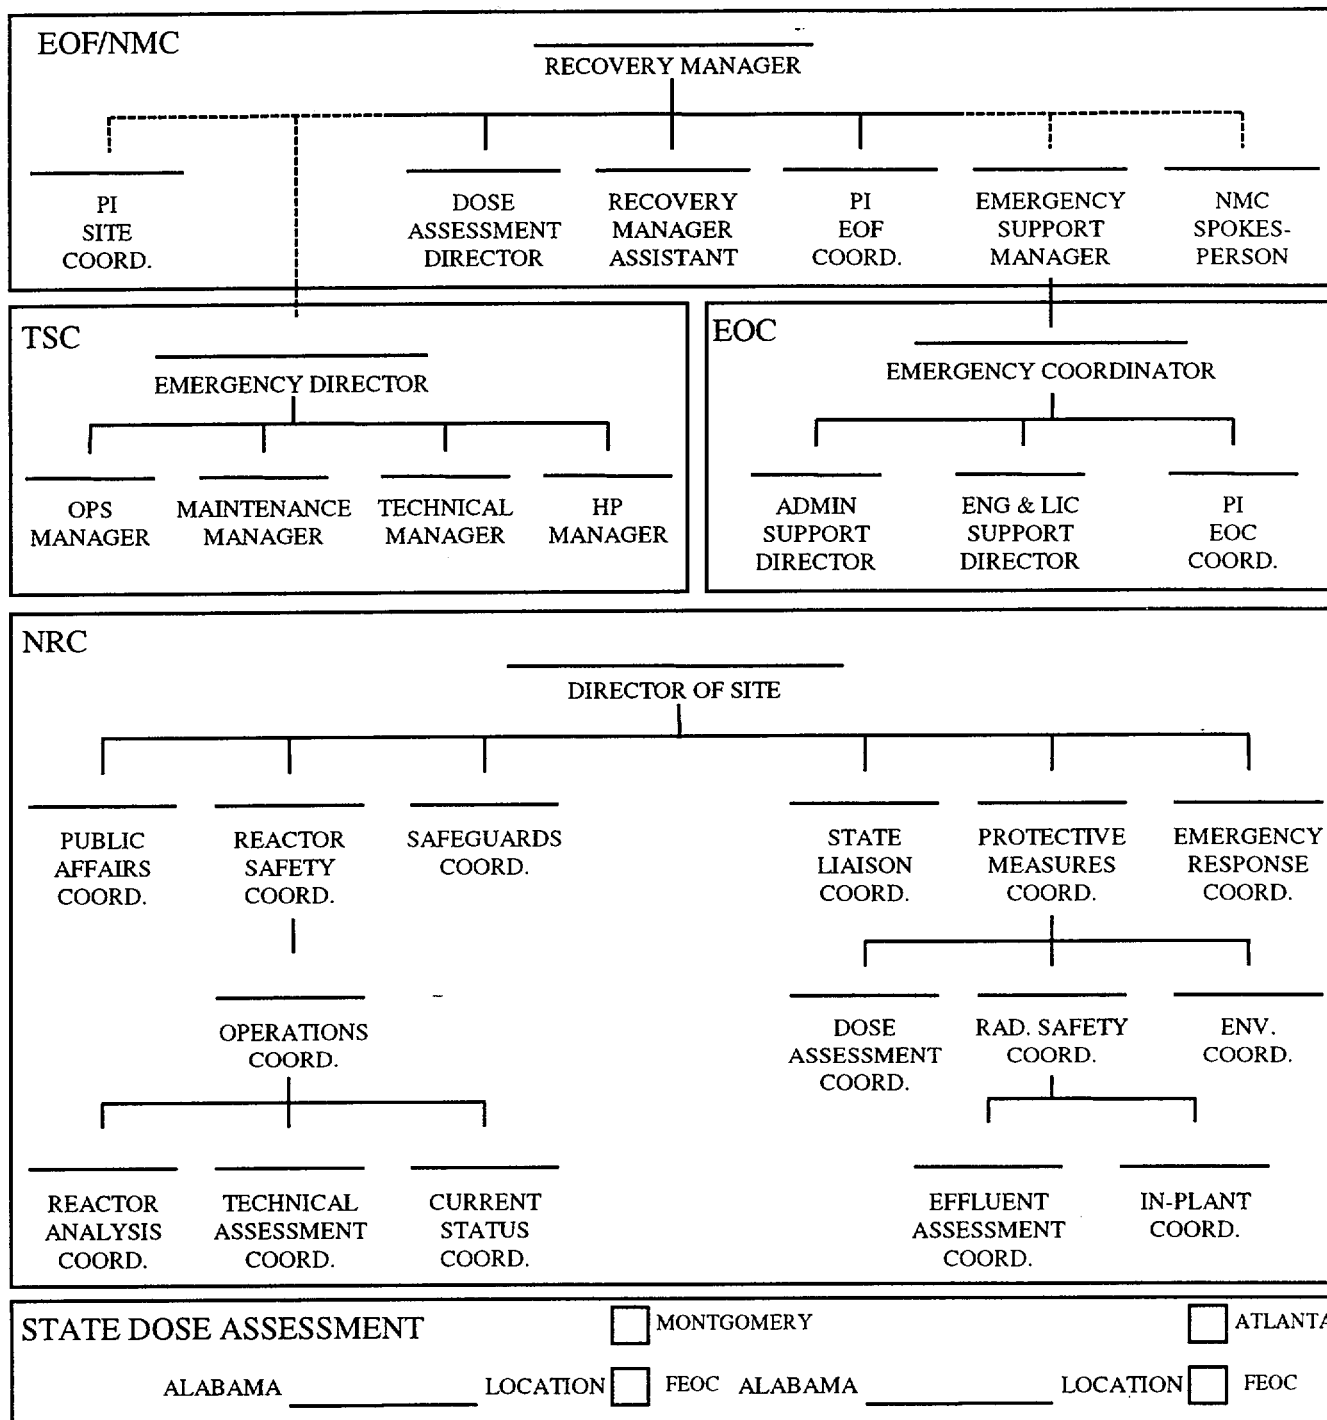 EOF/NMC
RECOVERY MANAGER
PI
SITE
COORD.
DOSE
ASSESSMENT
DIRECTOR
RECOVERY
MANAGER
ASSISTANT
PI
EOF
COORD.
EMERGENCY
SUPPORT
MANAGER
NMC
SPOKES-
PERSON
TSC
EMERGENCY DIRECTOR
OPS
MANAGER
MAINTENANCE
MANAGER
TECHNICAL
MANAGER
HP
MANAGER
EOC
EMERGENCY COORDINATOR
ADMIN
SUPPORT
DIRECTOR
ENG & LIC
SUPPORT
DIRECTOR
PI
EOC
COORD.
NRC
DIRECTOR OF SITE
PUBLIC
AFFAIRS
COORD.
REACTOR
SAFETY
COORD.
SAFEGUARDS
COORD.
STATE
LIAISON
COORD.
PROTECTIVE
MEASURES
COORD.
EMERGENCY
RESPONSE
COORD.
OPERATIONS
COORD.
DOSE
ASSESSMENT
COORD.
RAD. SAFETY
COORD.
ENV.
COORD.
REACTOR
ANALYSIS
COORD.
TECHNICAL
ASSESSMENT
COORD.
CURRENT
STATUS
COORD.
EFFLUENT
ASSESSMENT
COORD.
IN-PLANT
COORD.
STATE DOSE ASSESSMENT
MONTGOMERY
ATLANTA
ALABAMA LOCATION FEOC ALABAMA LOCATION FEOC